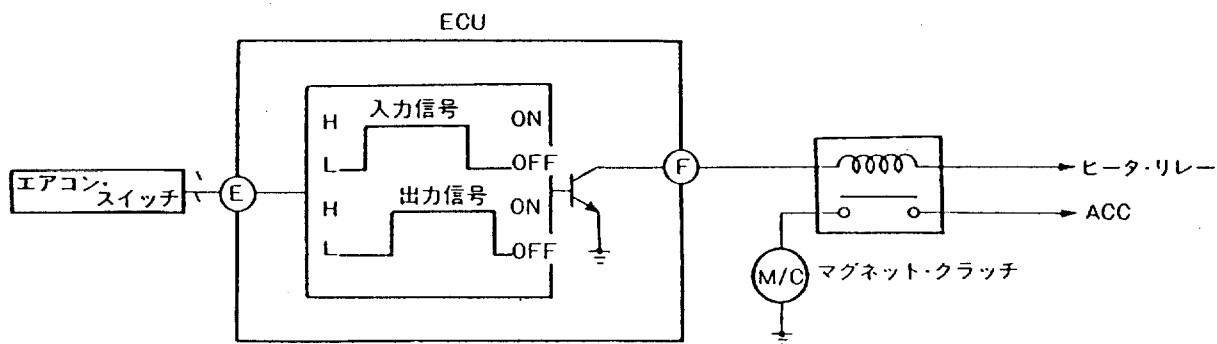 ECU
H 入力信号 ON
L OFF
H 出力信号 ON
L OFF
エアコン・
スイッチ
E
F
ヒータ・リレー
ACC
M/C マグネット・クラッチ